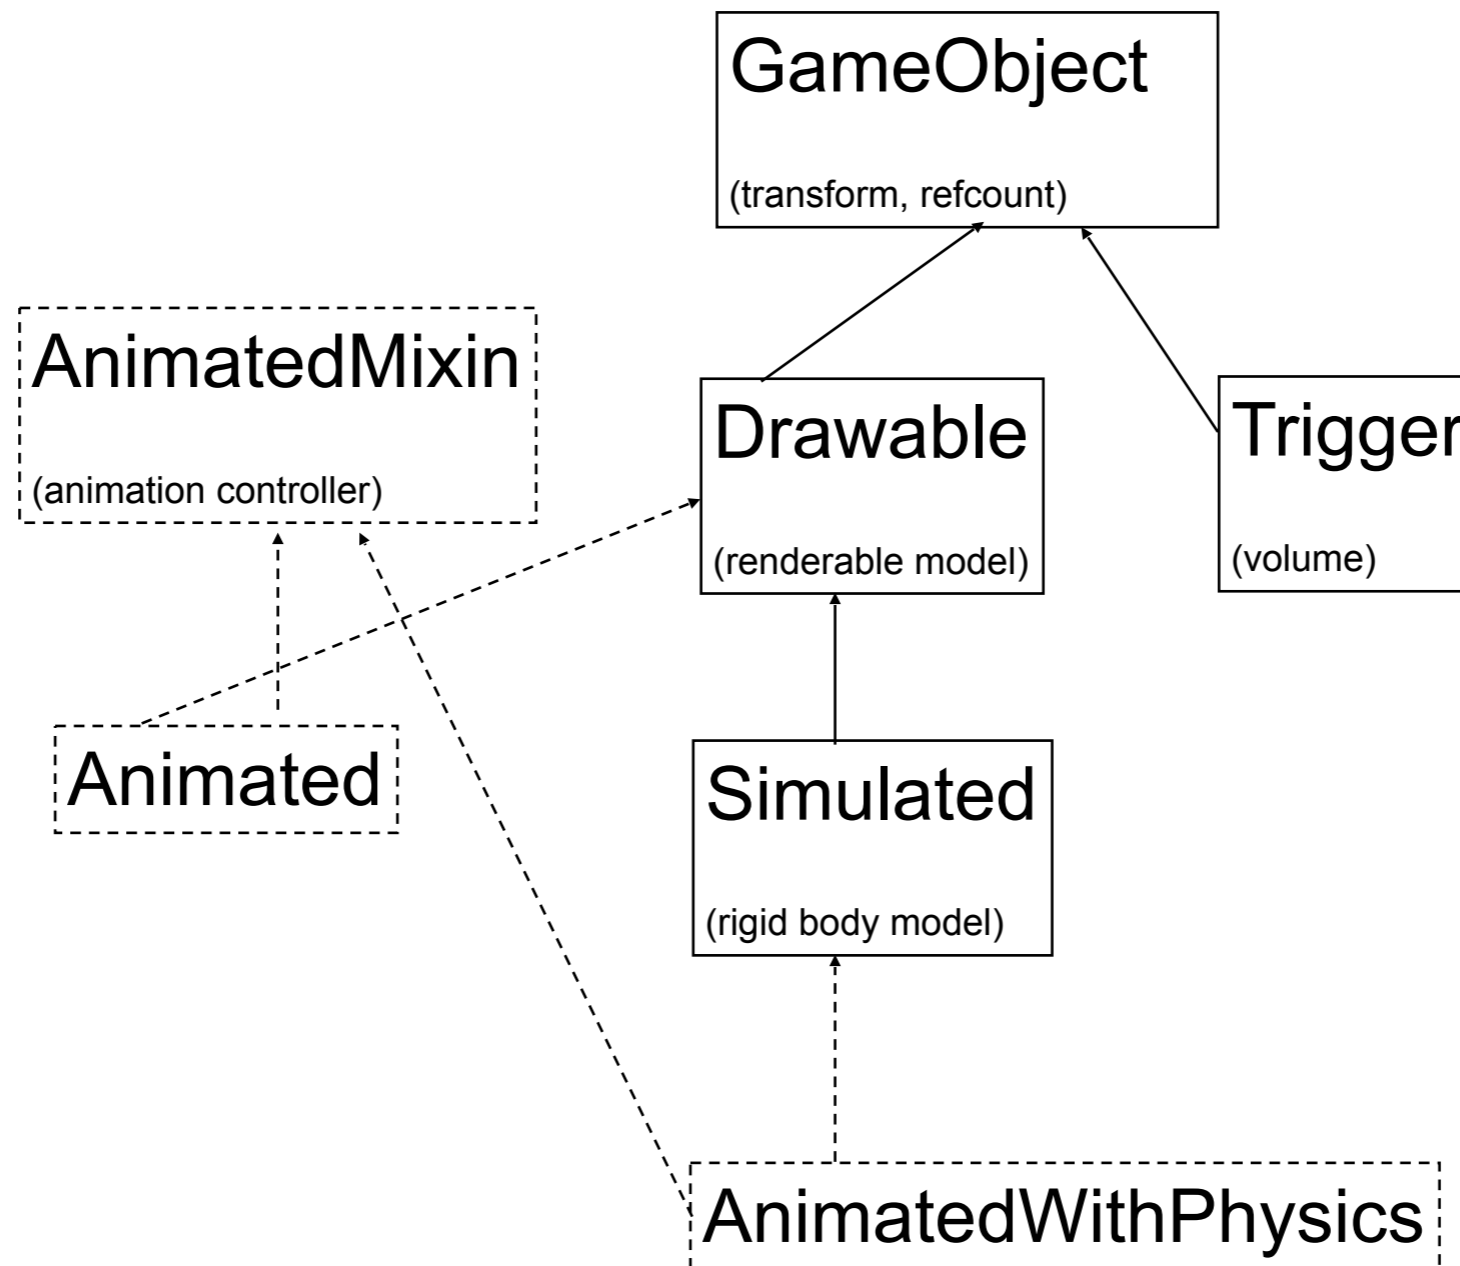 GameObject
(transform, refcount)
AnimatedMixin
(animation controller)
Drawable
(renderable model)
Trigger
(volume)
Animated
Simulated
(rigid body model)
AnimatedWithPhysics